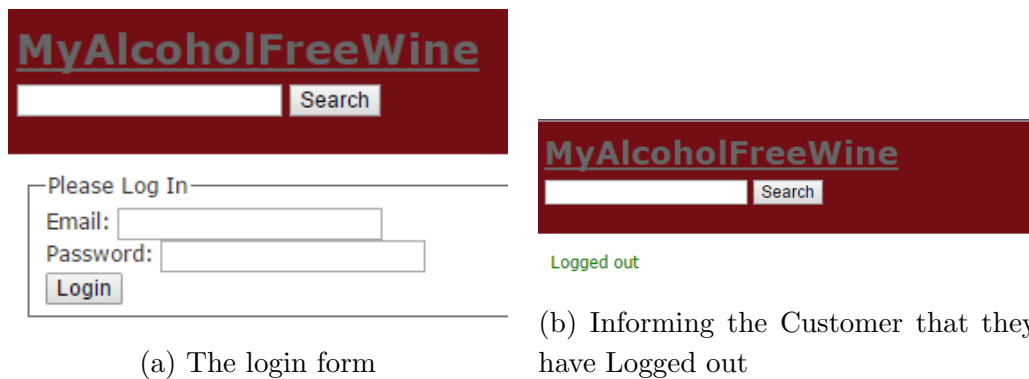 MyAlcoholFreeWine
Search
Please Log In
Email:
Password:
Login
(a) The login form
MyAlcoholFreeWine
Search
Logged out
(b) Informing the Customer that they
have Logged out